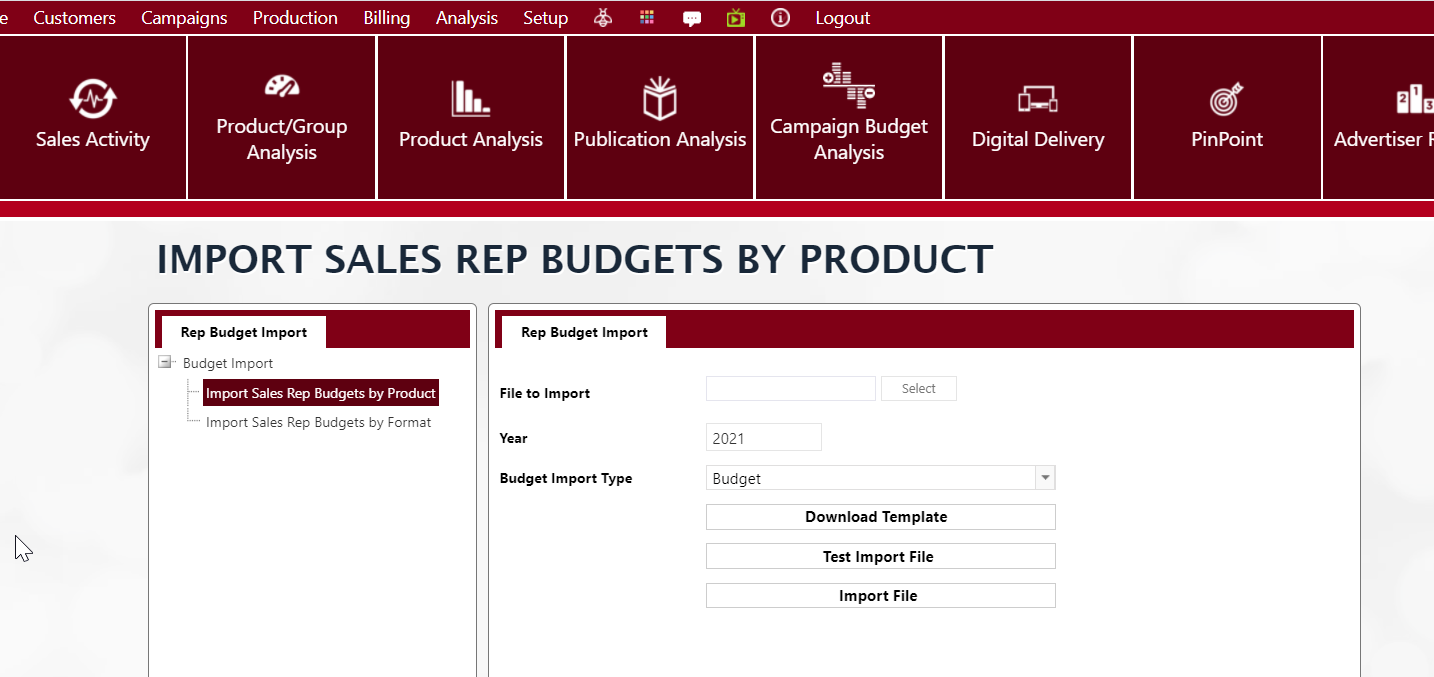 e Customers Campaigns Production Billing Analysis Setup Logout
Sales Activity
Product/Group
Analysis
Product Analysis
Publication Analysis
Campaign Budget
Analysis
Digital Delivery
PinPoint
2 1 3
Advertiser
IMPORT SALES REP BUDGETS BY PRODUCT
Rep Budget Import
Budget Import
Import Sales Rep Budgets by Product
Import Sales Rep Budgets by Format
Rep Budget Import
File to Import
Select
Year
2021
Budget Import Type
Budget
Download Template
Test Import File
Import File